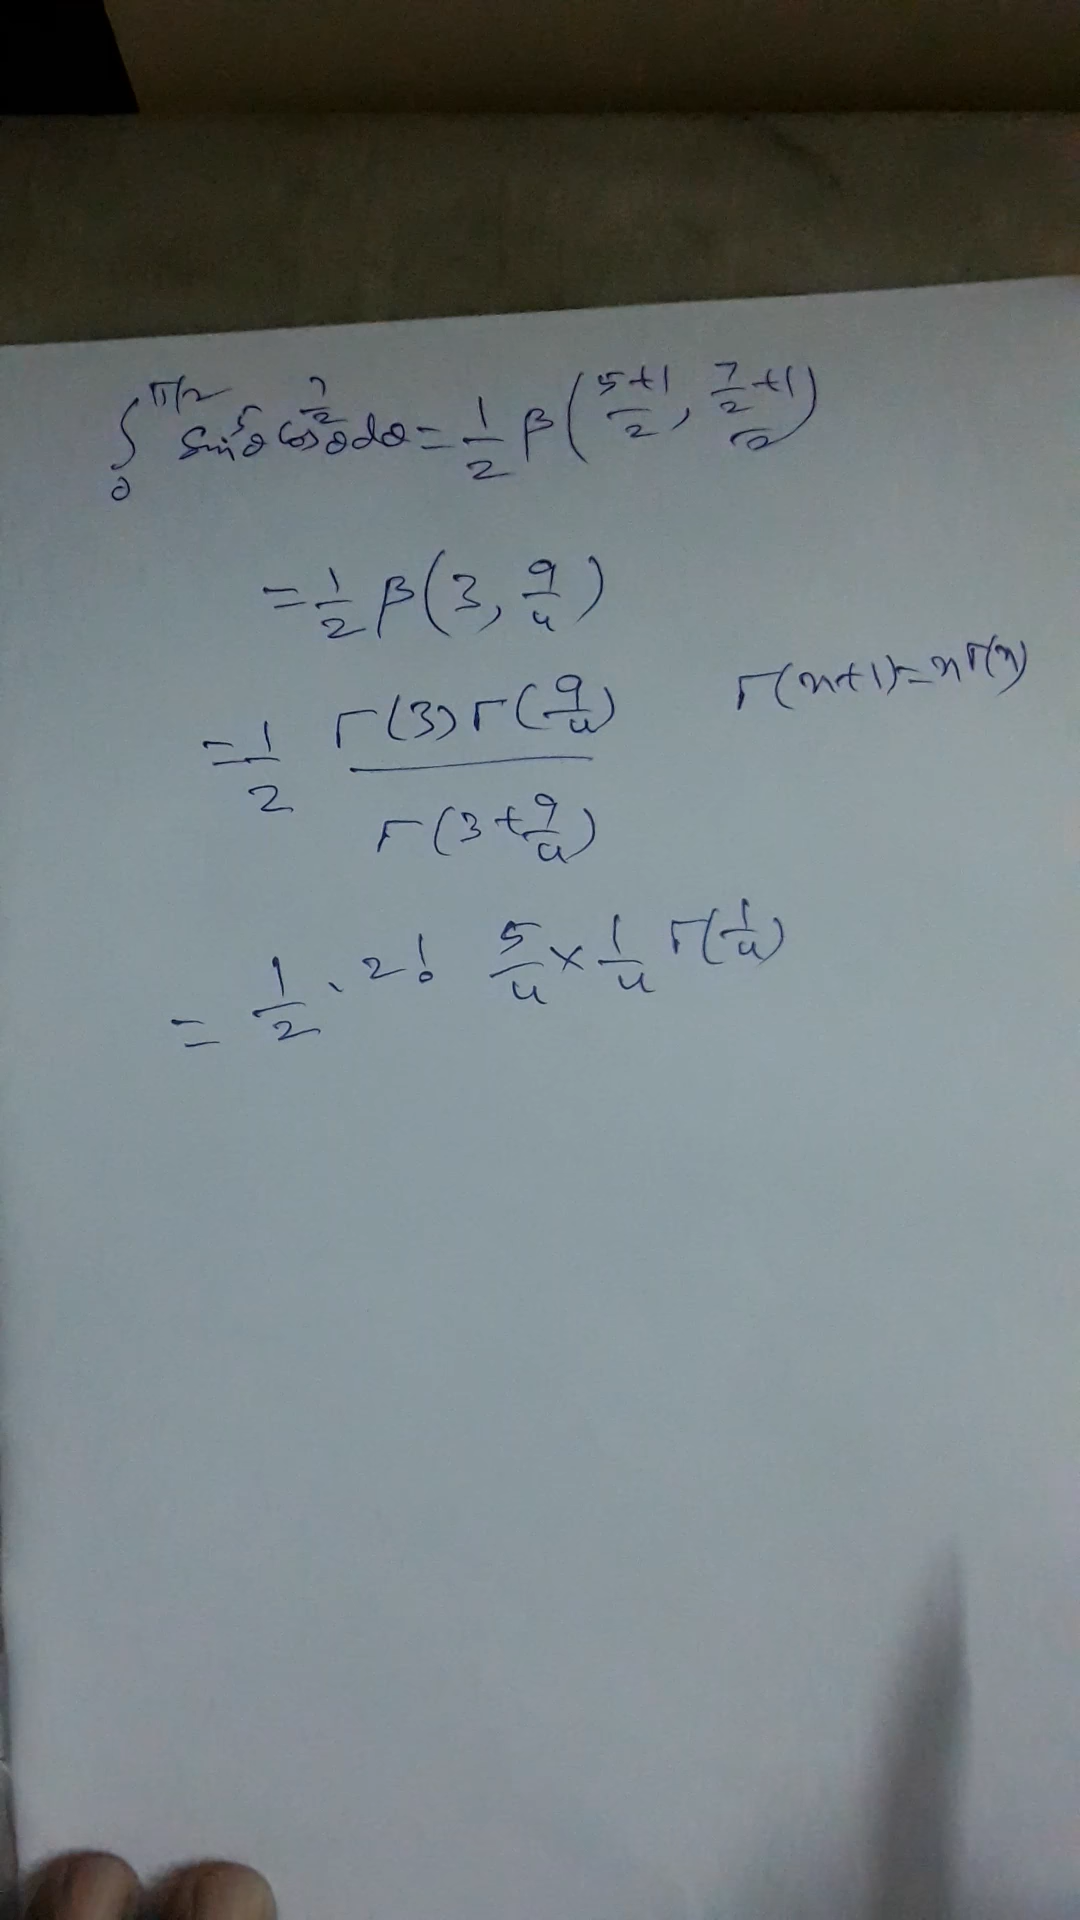 ∫₀^{π/2} sin⁵θ cos^{7/2}θ dθ = 1/2 β((5+1)/2, (7/2+1)/2)
= 1/2 β(3, 9/4)
= 1/2 Γ(3) Γ(9/4) / Γ(3+9/4)    Γ(n+1) = n Γ(n)
= 1/2 . 2! 5/4 × 1/4 Γ(1/4)